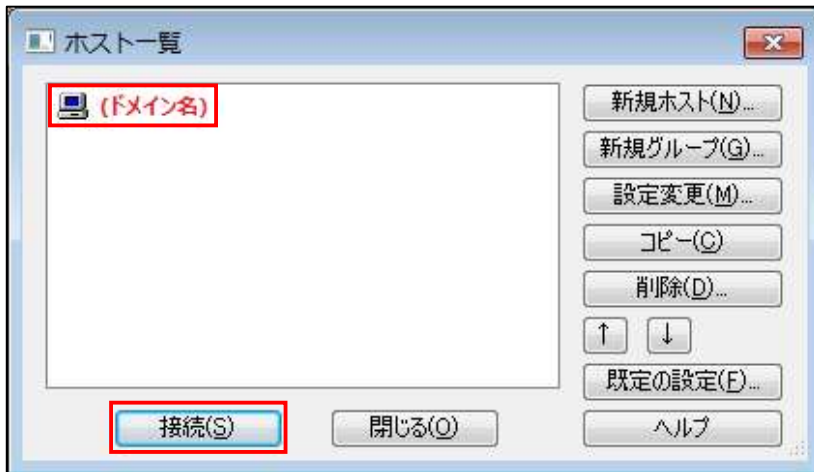 ホスト一覧
(ドメイン名)
新規ホスト(N)...
新規グループ(G)...
設定変更(M)...
コピー(C)
削除(D)...
↑ ↓
既定の設定(F)...
接続(S) 閉じる(O) ヘルプ